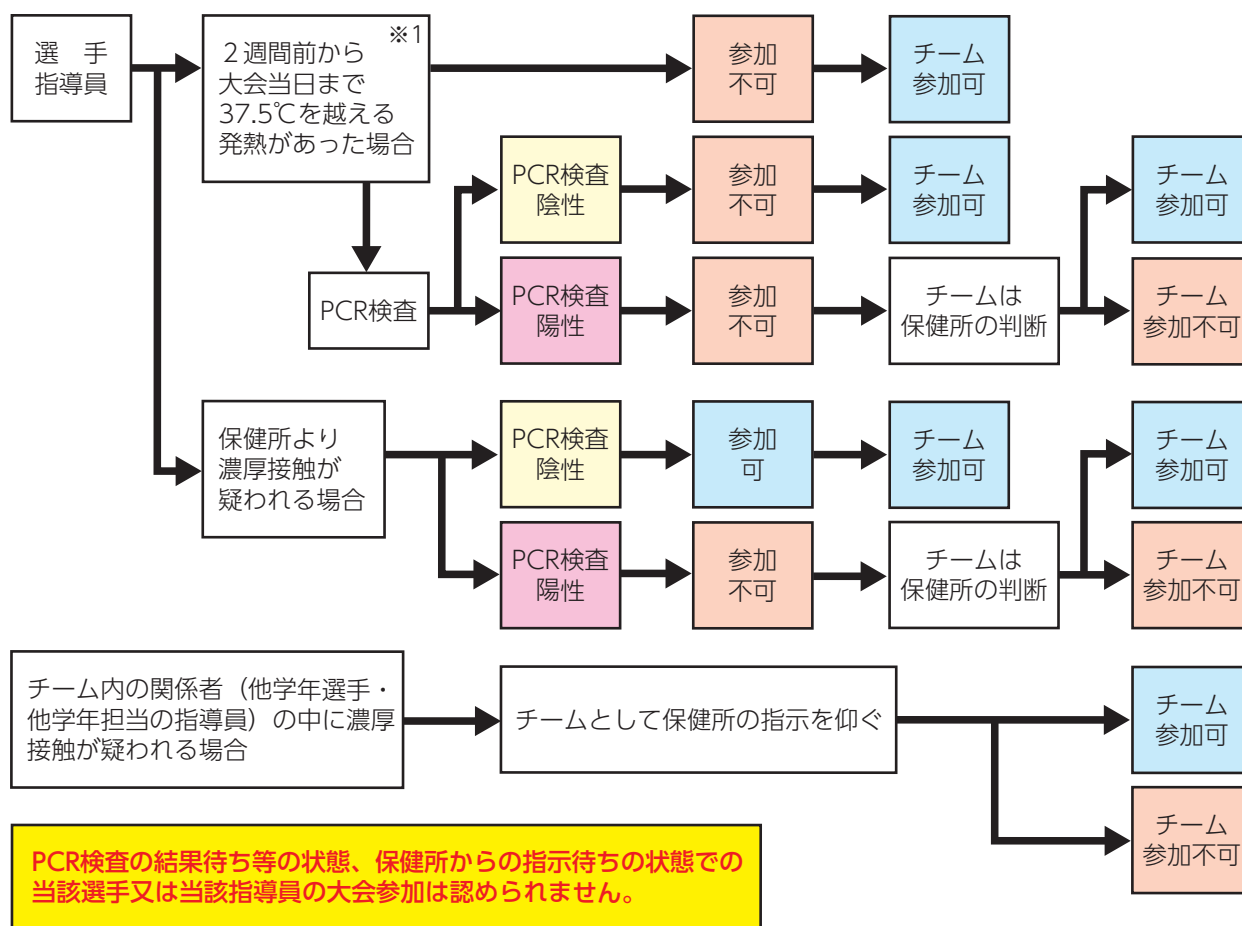 選　手
指導員
※1
２週間前から
大会当日まで
37.5℃を越える
発熱があった場合
参加
不可
チーム
参加可
PCR検査
陰性
参加
不可
チーム
参加可
チーム
参加可
PCR検査
PCR検査
陽性
参加
不可
チームは
保健所の判断
チーム
参加不可
保健所より
濃厚接触が
疑われる場合
PCR検査
陰性
参加
可
チーム
参加可
チーム
参加可
PCR検査
陽性
参加
不可
チームは
保健所の判断
チーム
参加不可
チーム内の関係者（他学年選手・
他学年担当の指導員）の中に濃厚
接触が疑われる場合
チームとして保健所の指示を仰ぐ
チーム
参加可
チーム
参加不可
PCR検査の結果待ち等の状態、保健所からの指示待ちの状態での
当該選手又は当該指導員の大会参加は認められません。